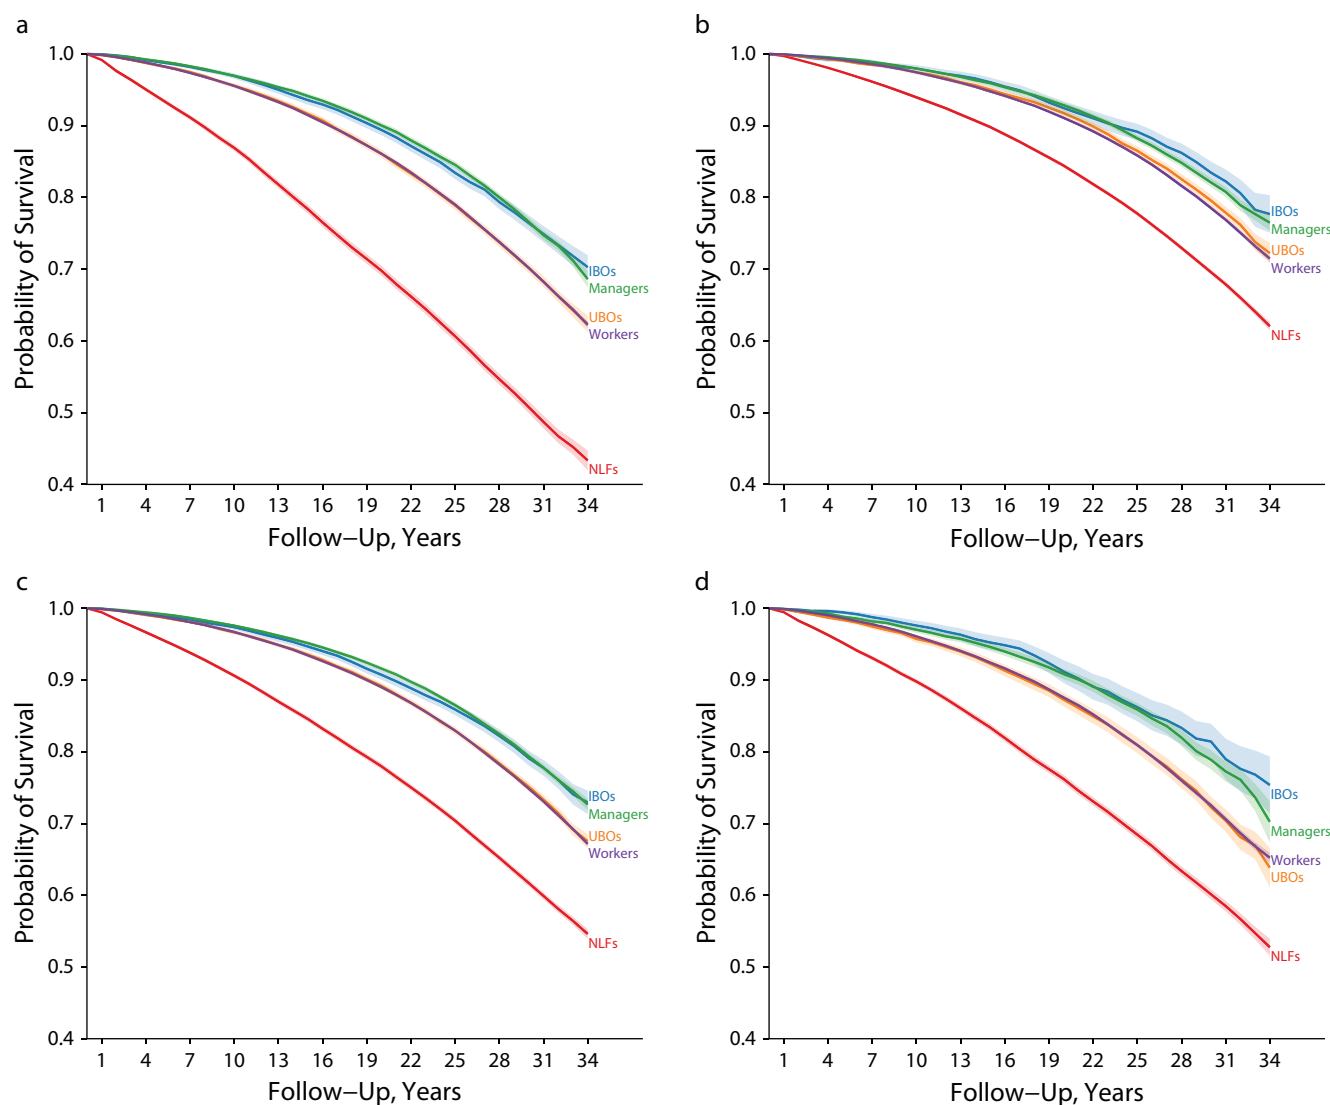 a
1.0
0.9
0.8
0.7
0.6
0.5
0.4
Probability of Survival
IBOs
Managers
UBOs
Workers
NLFs
1 4 7 10 13 16 19 22 25 28 31 34
Follow−Up, Years
b
1.0
0.9
0.8
0.7
0.6
0.5
0.4
Probability of Survival
IBOs
Managers
UBOs
Workers
NLFs
1 4 7 10 13 16 19 22 25 28 31 34
Follow−Up, Years
c
1.0
0.9
0.8
0.7
0.6
0.5
0.4
Probability of Survival
IBOs
Managers
UBOs
Workers
NLFs
1 4 7 10 13 16 19 22 25 28 31 34
Follow−Up, Years
d
1.0
0.9
0.8
0.7
0.6
0.5
0.4
Probability of Survival
IBOs
Managers
Workers
UBOs
NLFs
1 4 7 10 13 16 19 22 25 28 31 34
Follow−Up, Years